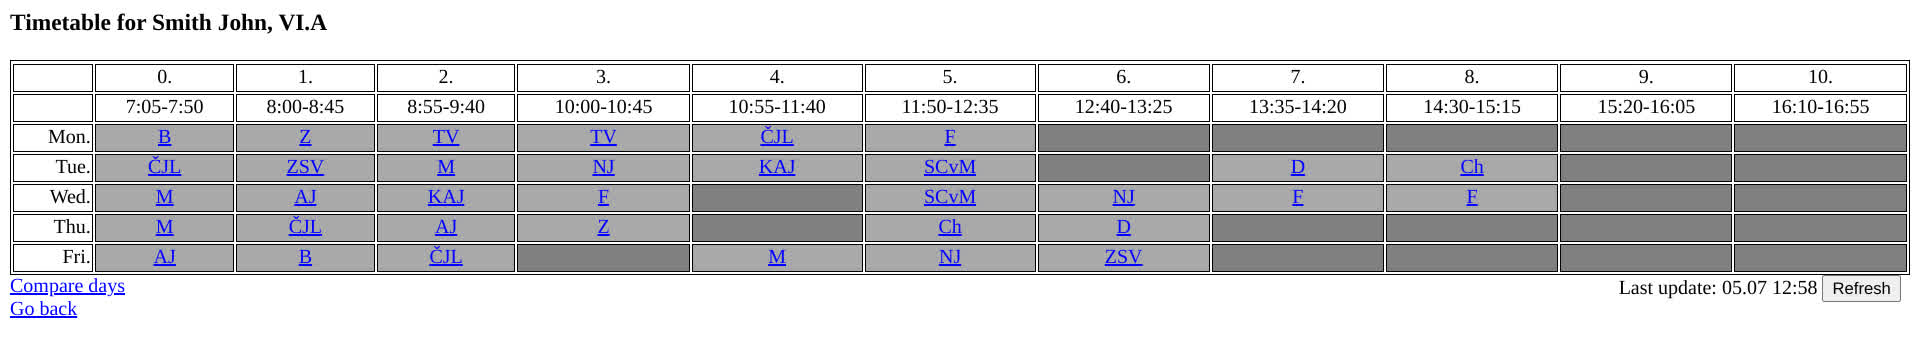 Timetable for Smith John, VI.A
0. 1. 2. 3. 4. 5. 6. 7. 8. 9. 10.
7:05-7:50 8:00-8:45 8:55-9:40 10:00-10:45 10:55-11:40 11:50-12:35 12:40-13:25 13:35-14:20 14:30-15:15 15:20-16:05 16:10-16:55
Mon. B Z TV TV ČJL F
Tue. ČJL ZSV M NJ KAJ SCvM D Ch
Wed. M AJ KAJ F SCvM NJ F F
Thu. M ČJL AJ Z Ch D
Fri. AJ B ČJL M NJ ZSV
Compare days Last update: 05.07 12:58 Refresh
Go back